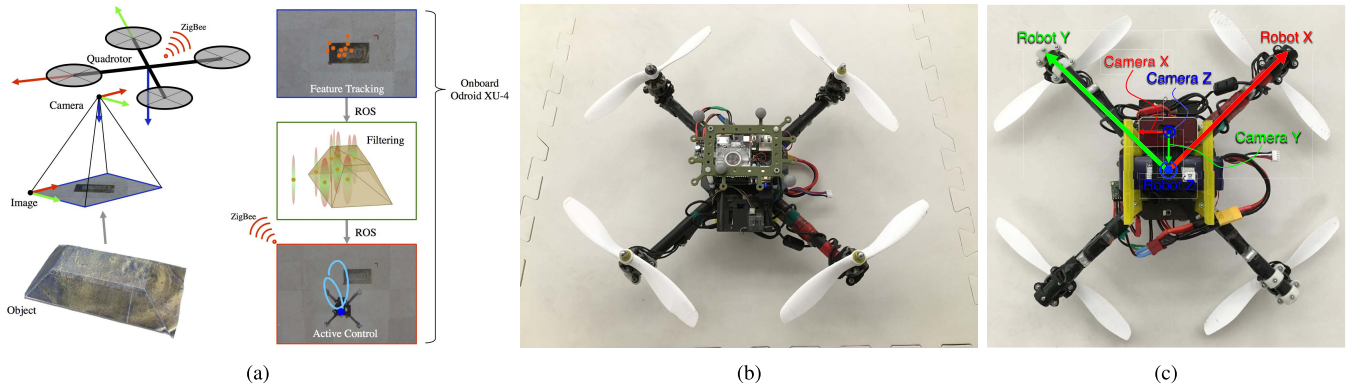 ZigBee
Quadrotor
Camera
Image
Object
Feature Tracking
ROS
Filtering
ZigBee
ROS
Active Control
Onboard
Odroid XU-4
(a)
(b)
Robot Y
Robot X
Camera X
Camera Z
Camera Y
Robot Z
(c)